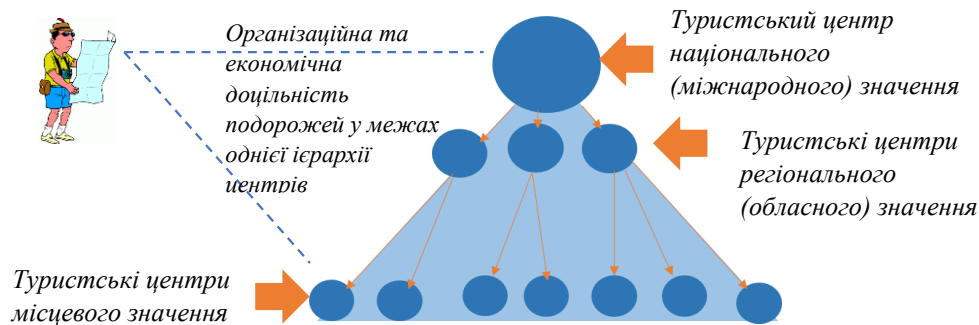 Організаційна та
економічна
доцільність
подорожей у межах
однієї ієрархії
центрів
Туристський центр
національного
(міжнародного) значення
Туристські центри
регіонального
(обласного) значення
Туристські центри
місцевого значення